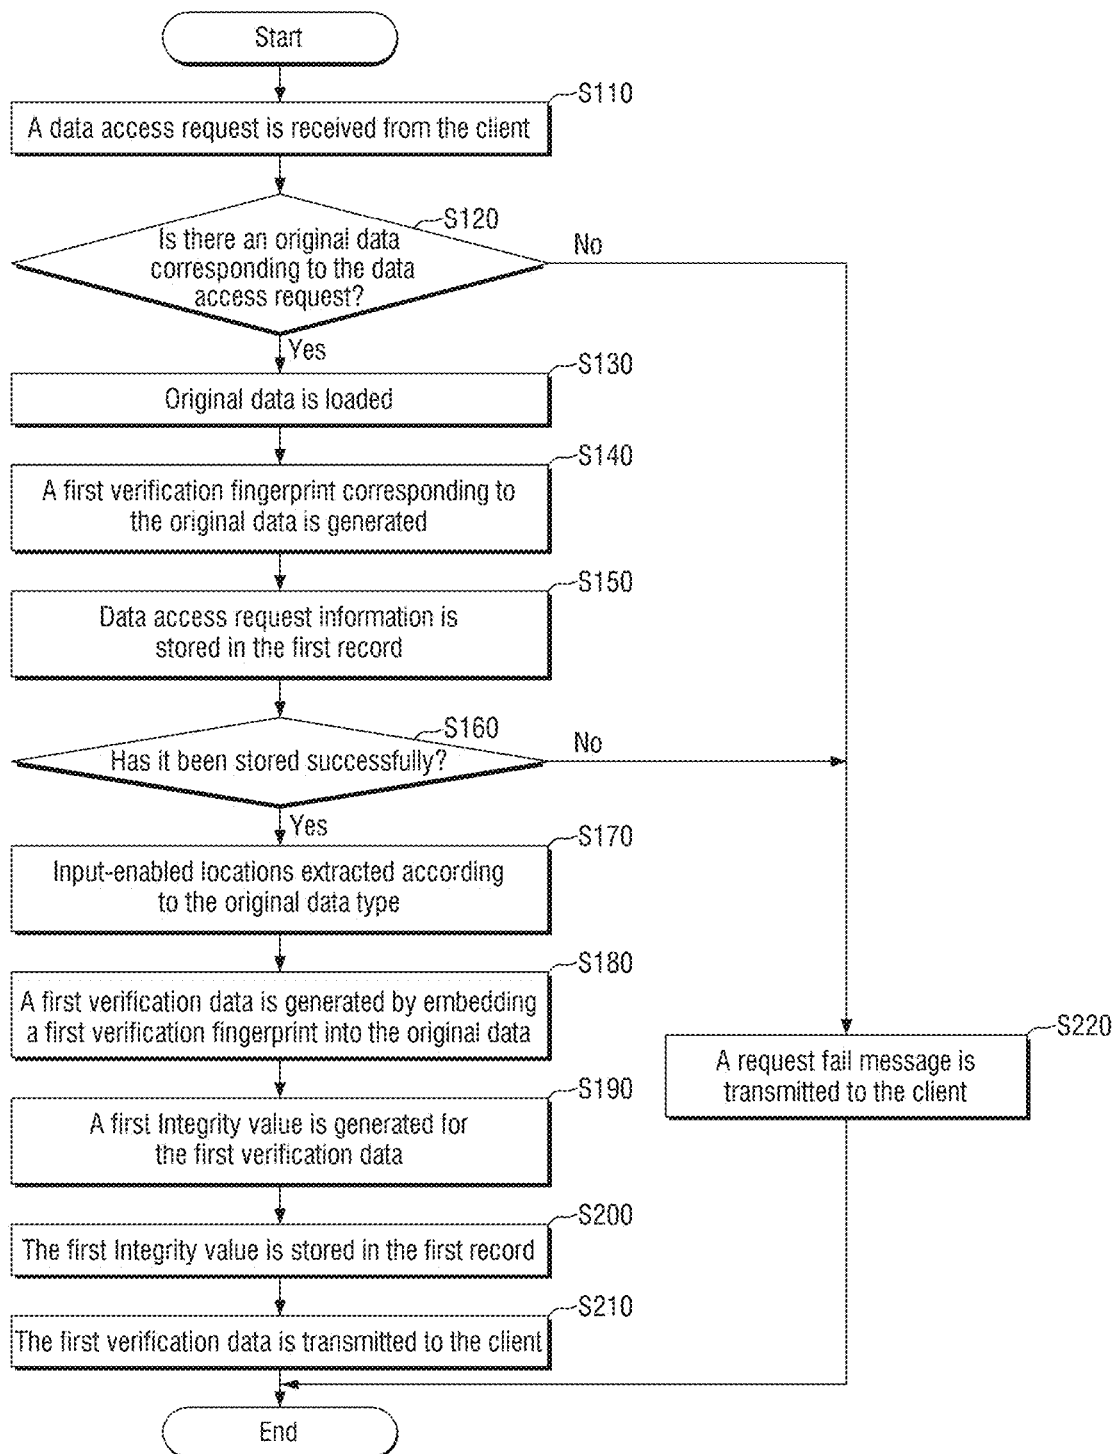 Start
S110
A data access request is received from the client
S120
Is there an original data
corresponding to the data
access request?
No
Yes
S130
Original data is loaded
S140
A first verification fingerprint corresponding to
the original data is generated
S150
Data access request information is
stored in the first record
S160
Has it been stored successfully?
No
Yes
S170
Input-enabled locations extracted according
to the original data type
S180
A first verification data is generated by embedding
a first verification fingerprint into the original data
S220
A request fail message is
transmitted to the client
S190
A first Integrity value is generated for
the first verification data
S200
The first Integrity value is stored in the first record
S210
The first verification data is transmitted to the client
End